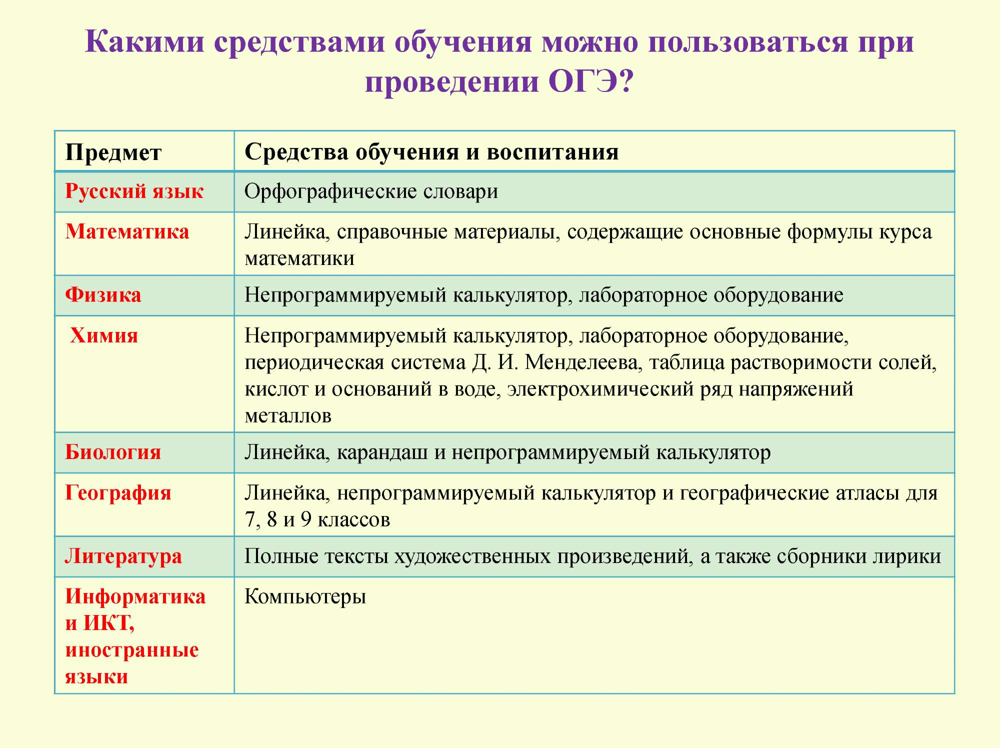 Какими средствами обучения можно пользоваться при
проведении ОГЭ?
Предмет
Средства обучения и воспитания
Русский язык
Орфографические словари
Математика
Линейка, справочные материалы, содержащие основные формулы курса
математики
Физика
Непрограммируемый калькулятор, лабораторное оборудование
Химия
Непрограммируемый калькулятор, лабораторное оборудование,
периодическая система Д. И. Менделеева, таблица растворимости солей,
кислот и оснований в воде, электрохимический ряд напряжений
металлов
Биология
Линейка, карандаш и непрограммируемый калькулятор
География
Линейка, непрограммируемый калькулятор и географические атласы для
7, 8 и 9 классов
Литература
Полные тексты художественных произведений, а также сборники лирики
Информатика
и ИКТ,
иностранные
языки
Компьютеры